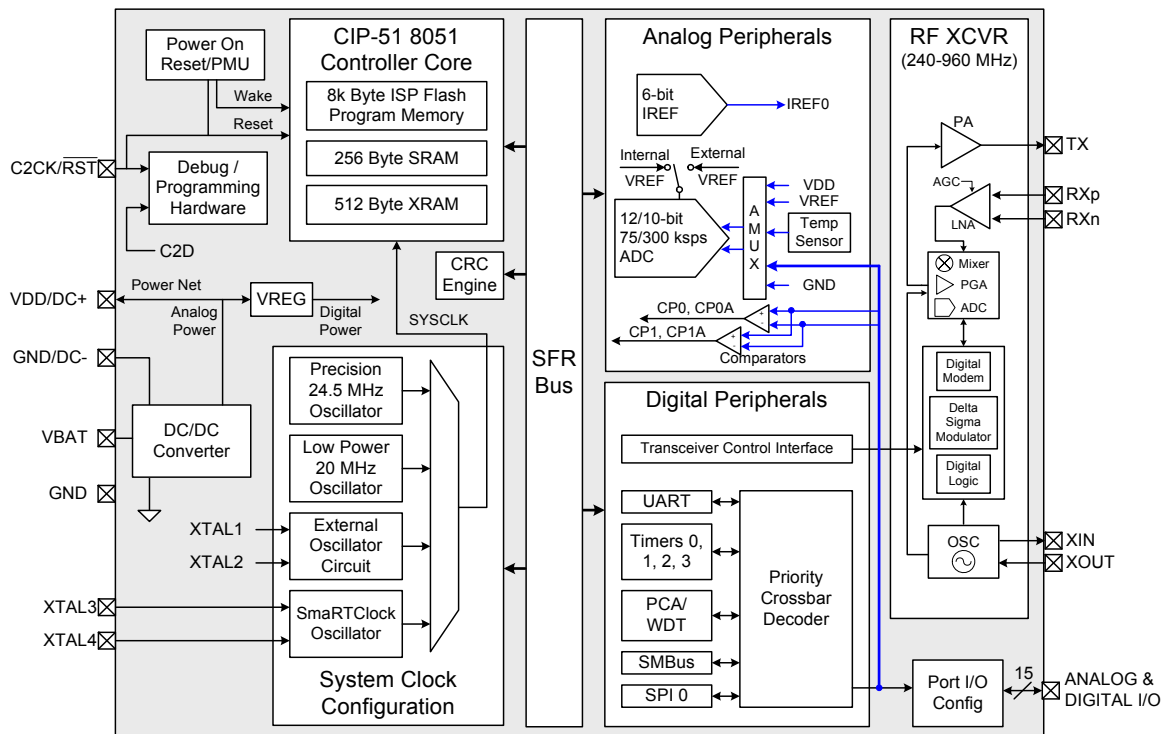 Power On
Reset/PMU
Wake
Reset
C2CK/RST
Debug /
Programming
Hardware
C2D
VDD/DC+
Power Net
Analog
Power
VREG
Digital
Power
GND/DC-
VBAT
DC/DC
Converter
GND
XTAL1
XTAL2
XTAL3
XTAL4
CIP-51 8051
Controller Core
8k Byte ISP Flash
Program Memory
256 Byte SRAM
512 Byte XRAM
CRC
Engine
SYSCLK
Precision
24.5 MHz
Oscillator
Low Power
20 MHz
Oscillator
External
Oscillator
Circuit
SmaRTClock
Oscillator
System Clock
Configuration
SFR
Bus
Analog Peripherals
6-bit
IREF
IREF0
Internal
VREF
External
VREF
12/10-bit
75/300 ksps
ADC
A
M
U
X
VDD
VREF
Temp
Sensor
GND
CP0, CP0A
+
-
CP1, CP1A
+
-
Comparators
Digital Peripherals
Transceiver Control Interface
UART
Timers 0,
1, 2, 3
PCA/
WDT
SMBus
SPI 0
Priority
Crossbar
Decoder
RF XCVR
(240-960 MHz)
PA
TX
AGC
LNA
RXp
RXn
Mixer
PGA
ADC
Digital
Modem
Delta
Sigma
Modulator
Digital
Logic
OSC
XIN
XOUT
Port I/O
Config
15
ANALOG &
DIGITAL I/O